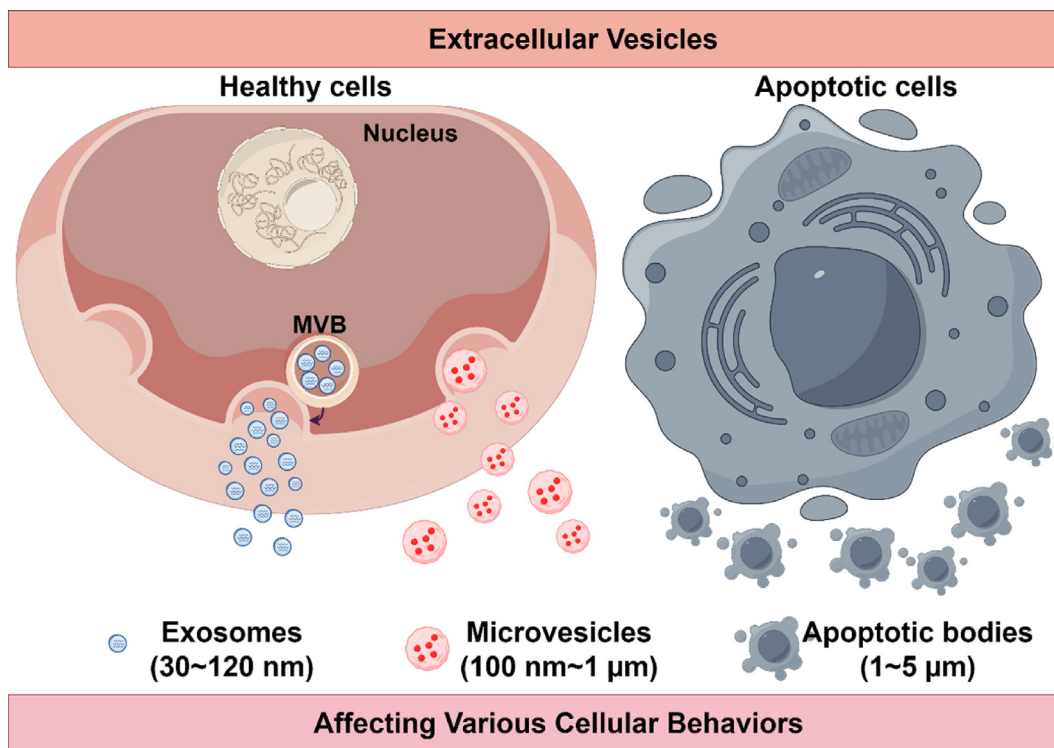 Extracellular Vesicles
Healthy cells
Apoptotic cells
Nucleus
MVB
Exosomes
(30~120 nm)
Microvesicles
(100 nm~1 μm)
Apoptotic bodies
(1~5 μm)
Affecting Various Cellular Behaviors